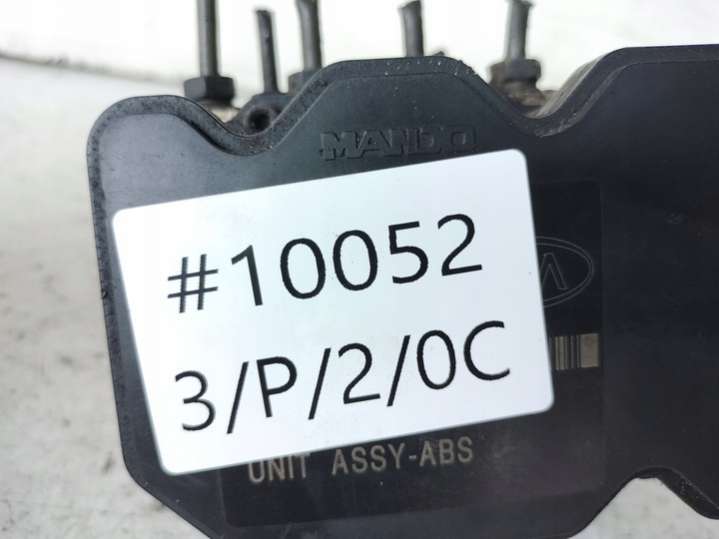 MANDO
#10052
3/P/2/0C
UNIT ASSY-ABS